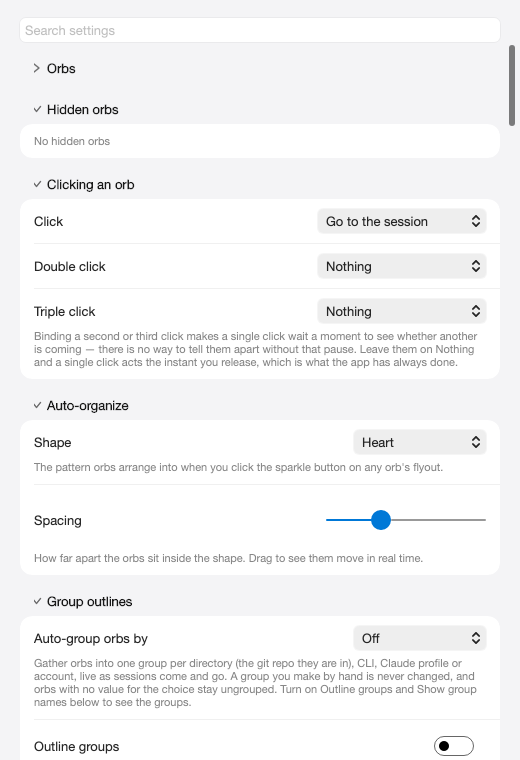 Search settings
Orbs
Hidden orbs
No hidden orbs
Clicking an orb
Click
Go to the session
Double click
Nothing
Triple click
Nothing
Binding a second or third click makes a single click wait a moment to see whether another
is coming — there is no way to tell them apart without that pause. Leave them on Nothing
and a single click acts the instant you release, which is what the app has always done.
Auto-organize
Shape
Heart
The pattern orbs arrange into when you click the sparkle button on any orb's flyout.
Spacing
How far apart the orbs sit inside the shape. Drag to see them move in real time.
Group outlines
Auto-group orbs by
Off
Gather orbs into one group per directory (the git repo they are in), CLI, Claude profile or
account, live as sessions come and go. A group you make by hand is never changed, and
orbs with no value for the choice stay ungrouped. Turn on Outline groups and Show group
names below to see the groups.
Outline groups